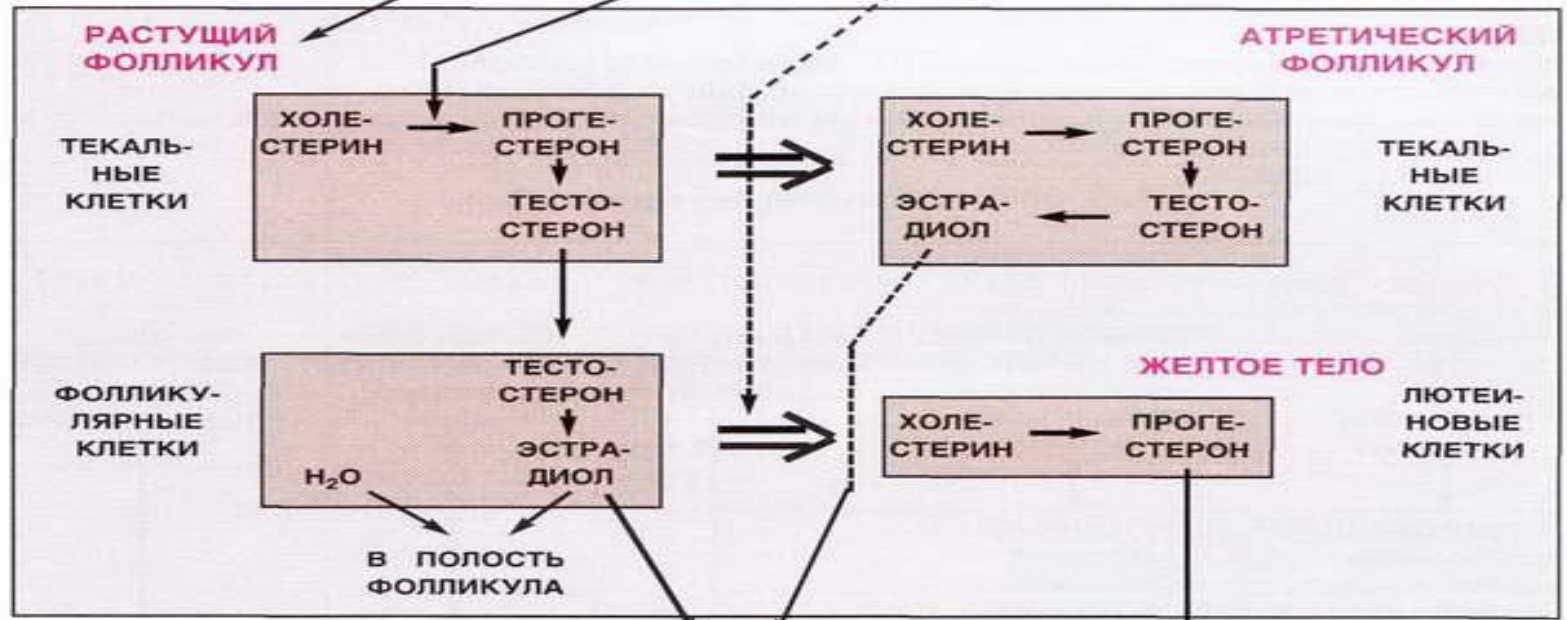 РАСТУЩИЙ
ФОЛЛИКУЛ
АТРЕТИЧЕСКИЙ
ФОЛЛИКУЛ
ТЕКАЛЬ-
НЫЕ
КЛЕТКИ
ХОЛЕ-
СТЕРИН
ПРОГЕ-
СТЕРОН
ТЕСТО-
СТЕРОН
ХОЛЕ-
СТЕРИН
ПРОГЕ-
СТЕРОН
ЭСТРА-
ДИОЛ
ТЕСТО-
СТЕРОН
ТЕКАЛЬ-
НЫЕ
КЛЕТКИ
ФОЛЛИКУ-
ЛЯРНЫЕ
КЛЕТКИ
ТЕСТО-
СТЕРОН
ЭСТРА-
ДИОЛ
H₂O
В ПОЛОСТЬ
ФОЛЛИКУЛА
ЖЕЛТОЕ ТЕЛО
ХОЛЕ-
СТЕРИН
ПРОГЕ-
СТЕРОН
ЛЮТЕИ-
НОВЫЕ
КЛЕТКИ